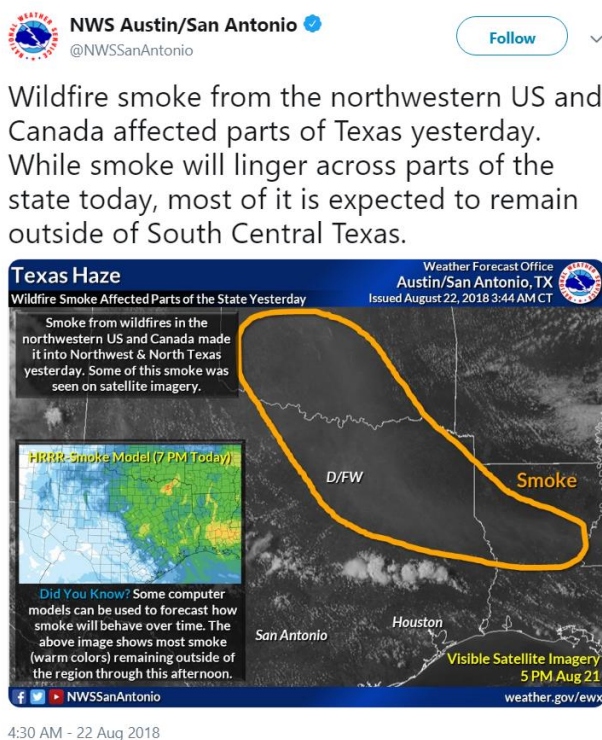 NWS Austin/San Antonio
@NWSSanAntonio
Follow
Wildfire smoke from the northwestern US and
Canada affected parts of Texas yesterday.
While smoke will linger across parts of the
state today, most of it is expected to remain
outside of South Central Texas.
Texas Haze
Wildfire Smoke Affected Parts of the State Yesterday
Weather Forecast Office
Austin/San Antonio, TX
Issued August 22, 2018 3:44 AM CT
Smoke from wildfires in the
northwestern US and Canada made
it into Northwest & North Texas
yesterday. Some of this smoke was
seen on satellite imagery.
HRRR-Smoke Model (7 PM Today)
D/FW
Smoke
Did You Know? Some computer
models can be used to forecast how
smoke will behave over time. The
above image shows most smoke
(warm colors) remaining outside of
the region through this afternoon.
San Antonio
Houston
Visible Satellite Imagery
5 PM Aug 21
NWSSanAntonio
weather.gov/ewx
4:30 AM - 22 Aug 2018